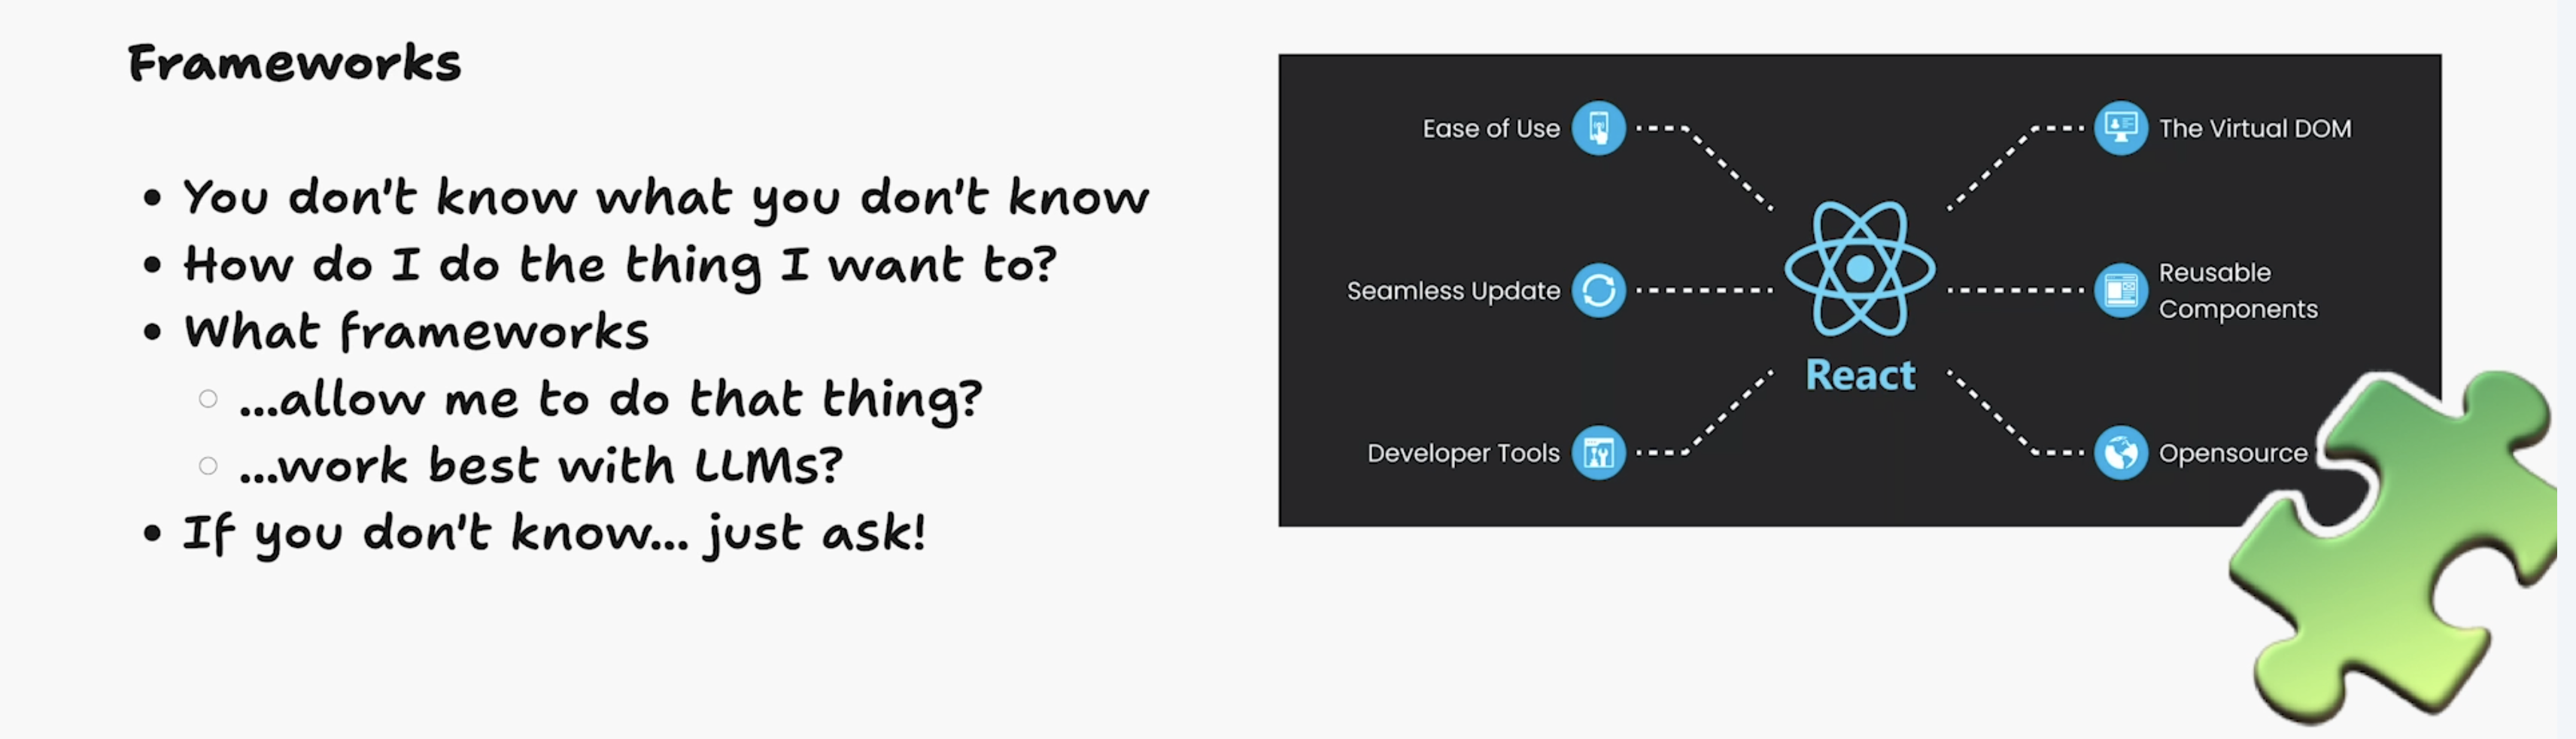 Frameworks
• You don't know what you don't know
• How do I do the thing I want to?
• What frameworks
○ ...allow me to do that thing?
○ ...work best with LLMs?
• If you don't know... just ask!
Ease of Use
Seamless Update
Developer Tools
React
The Virtual DOM
Reusable
Components
Opensource